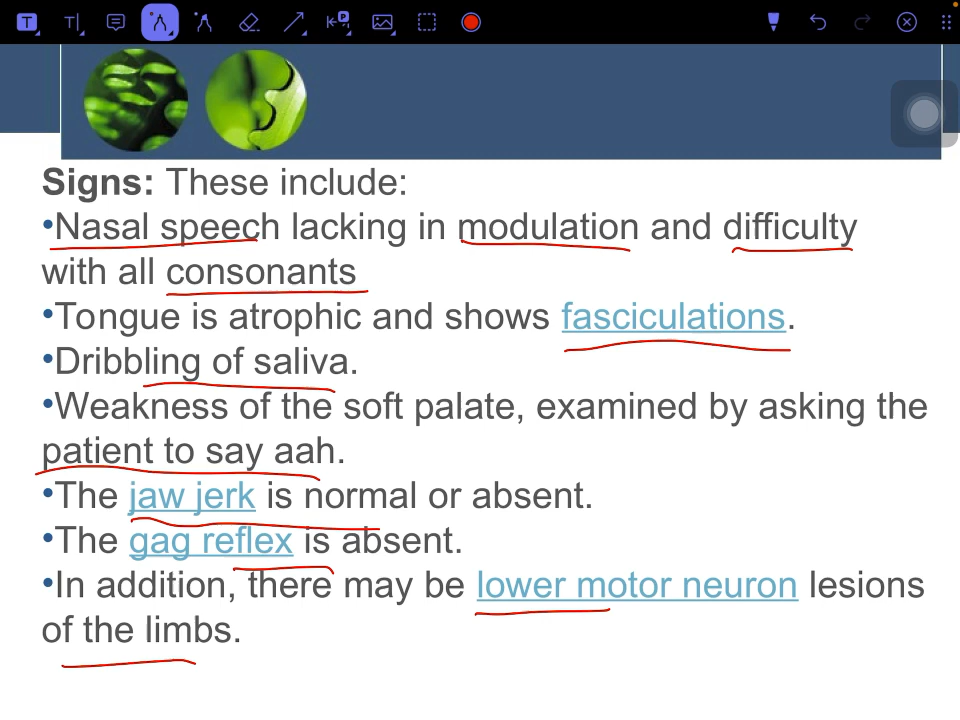 Signs: These include:
•Nasal speech lacking in modulation and difficulty
with all consonants
•Tongue is atrophic and shows fasciculations.
•Dribbling of saliva.
•Weakness of the soft palate, examined by asking the
patient to say aah.
•The jaw jerk is normal or absent.
•The gag reflex is absent.
•In addition, there may be lower motor neuron lesions
of the limbs.